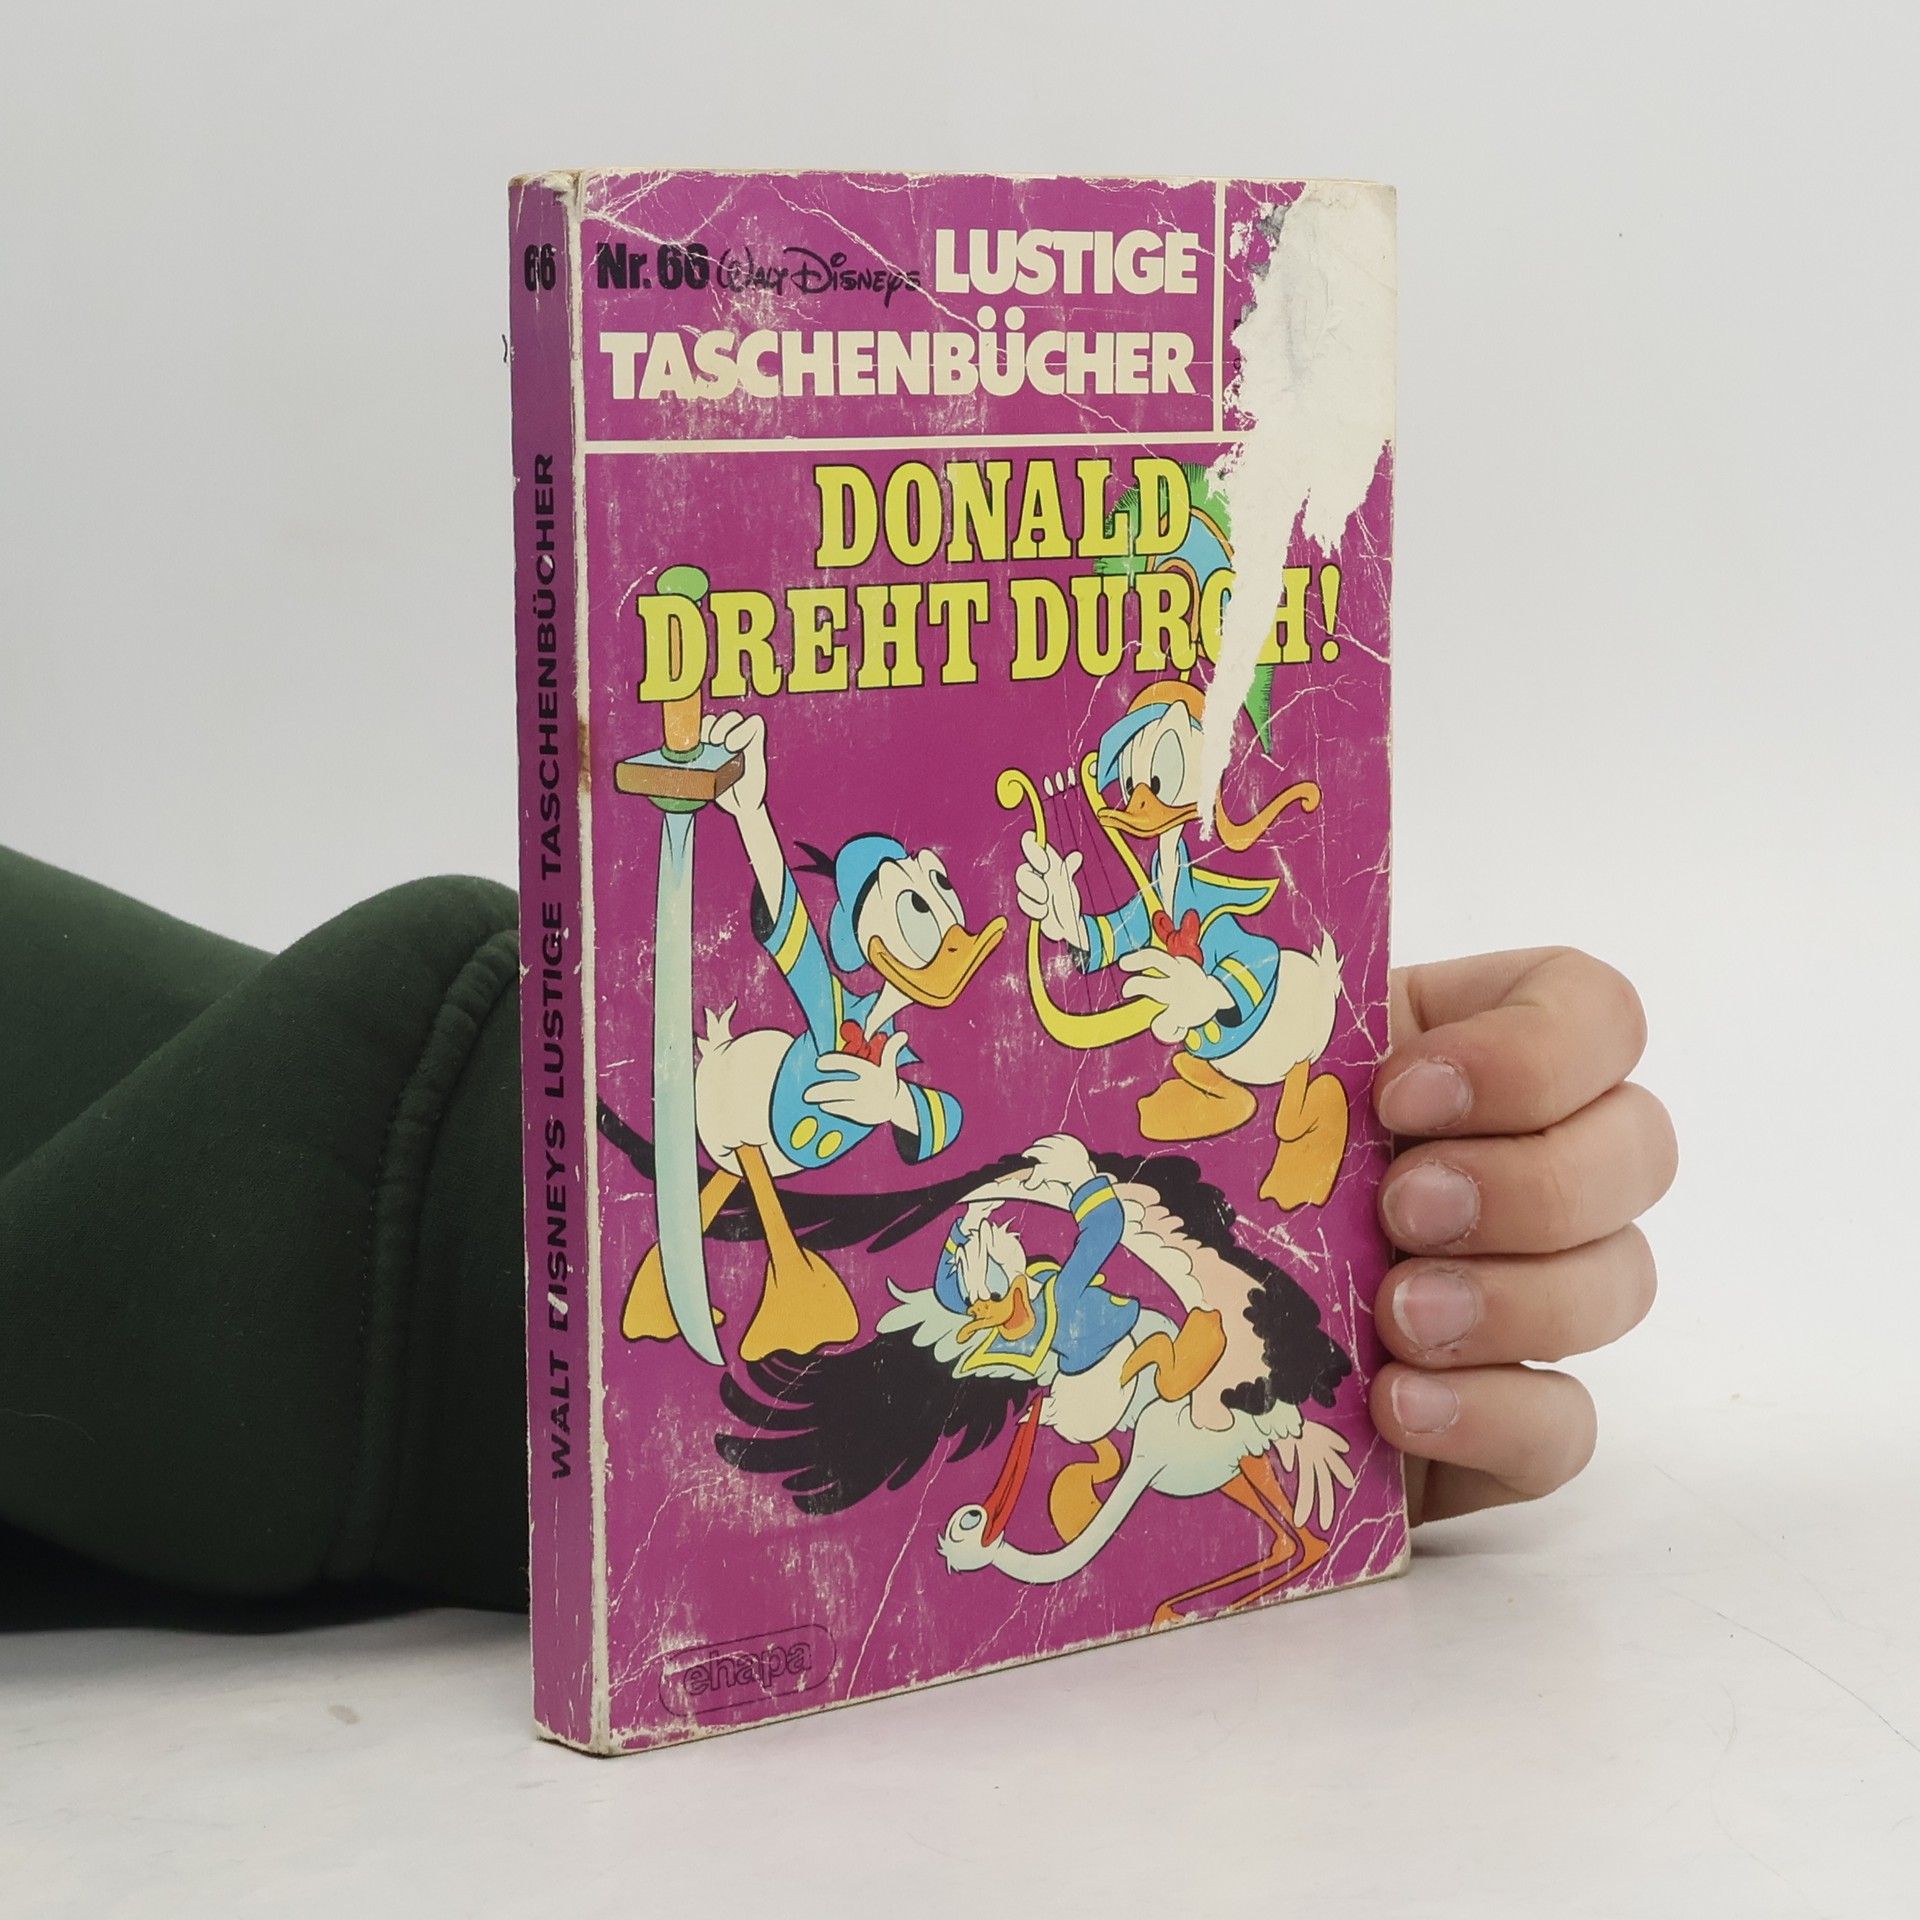 66
WALT DISNEYS LUSTIGE TASCHENBÜCHER
Nr. 66 Walt Disneys LUSTIGE
TASCHENBÜCHER
DONALD
DREHT DURCH!
ehapa